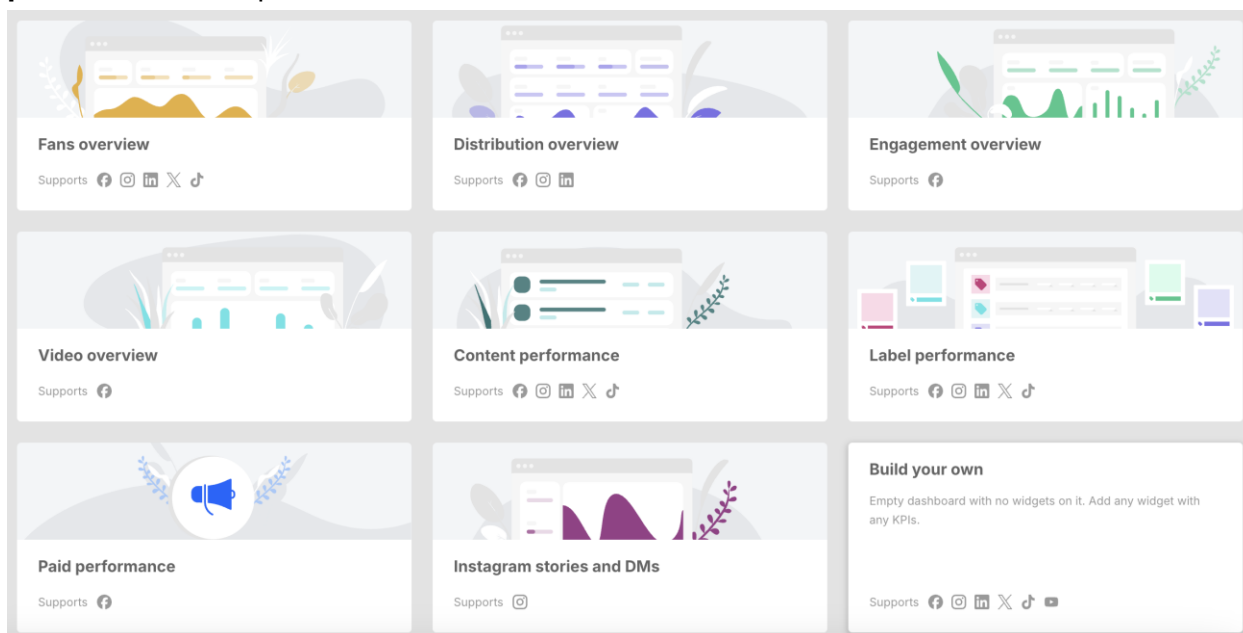 Fans overview
Supports
Distribution overview
Supports
Engagement overview
Supports
Video overview
Supports
Content performance
Supports
Label performance
Supports
Paid performance
Supports
Instagram stories and DMs
Supports
Build your own
Empty dashboard with no widgets on it. Add any widget with
any KPIs.
Supports